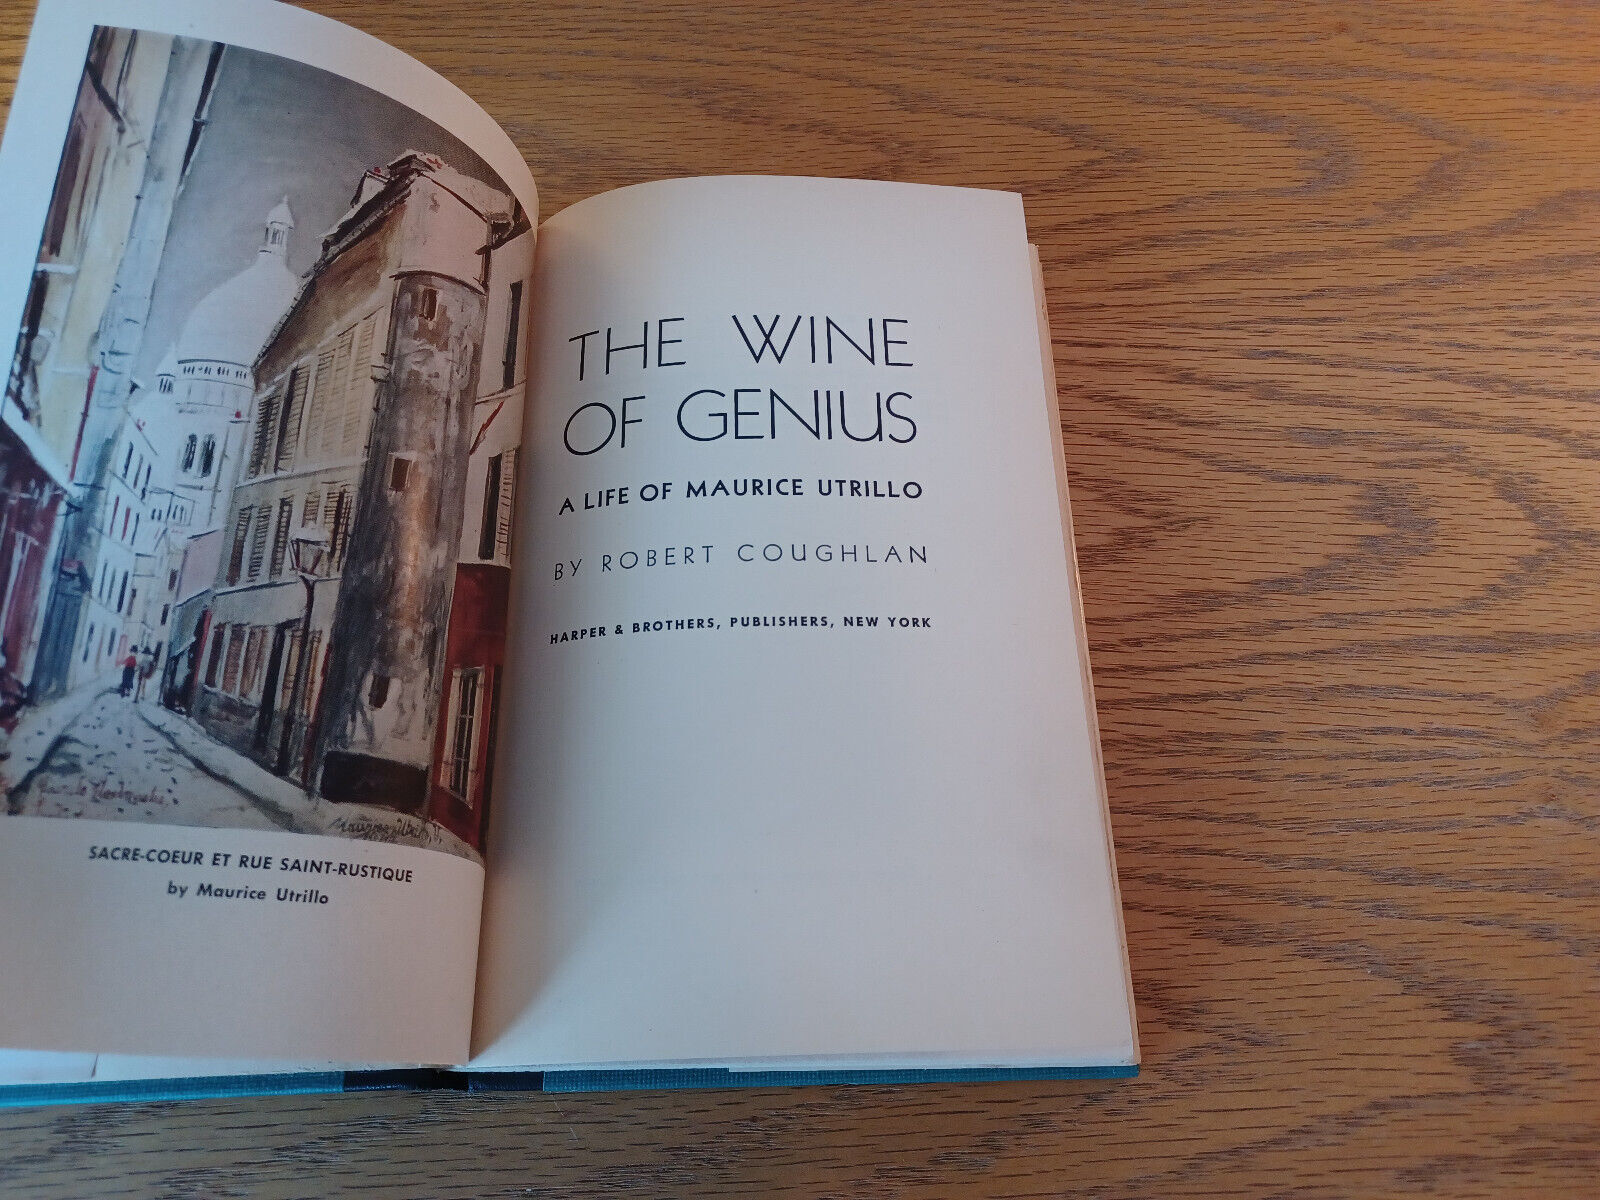 SACRE-COEUR ET RUE SAINT-RUSTIQUE
by Maurice Utrillo
THE WINE
OF GENIUS
A LIFE OF MAURICE UTRILLO
BY ROBERT COUGHLAN
HARPER & BROTHERS, PUBLISHERS, NEW YORK